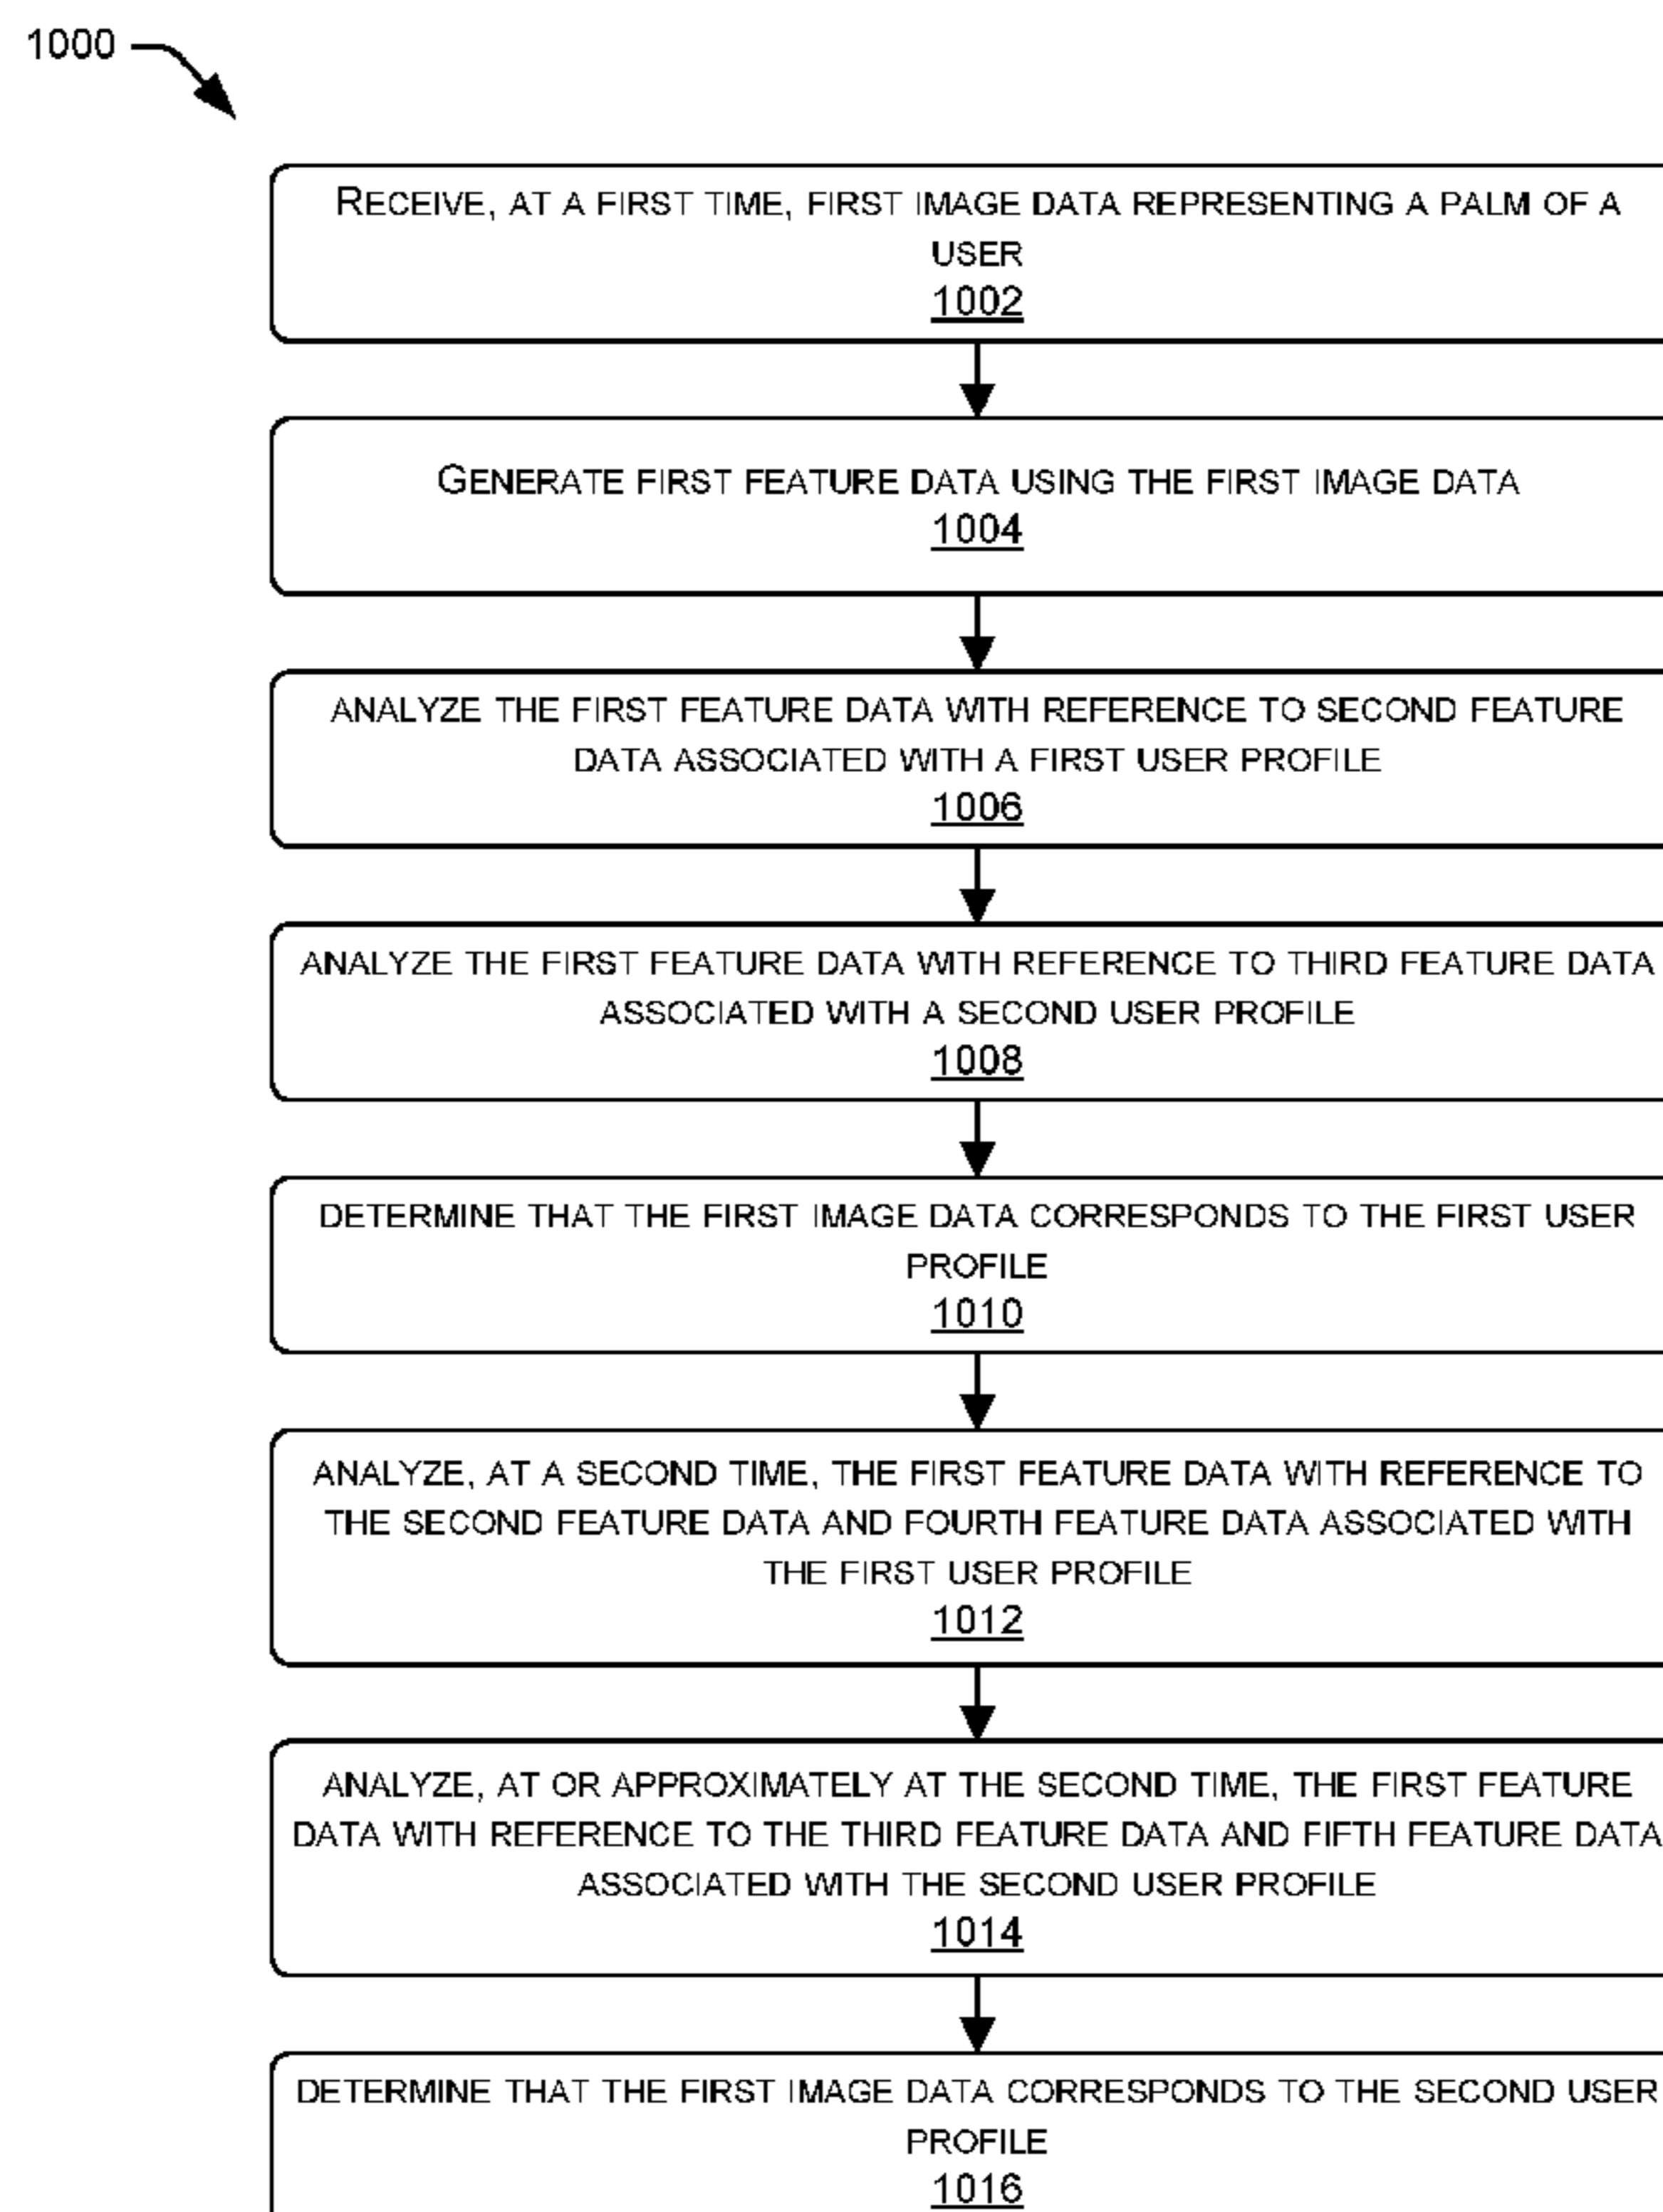 1000
RECEIVE, AT A FIRST TIME, FIRST IMAGE DATA REPRESENTING A PALM OF A
USER
1002
GENERATE FIRST FEATURE DATA USING THE FIRST IMAGE DATA
1004
ANALYZE THE FIRST FEATURE DATA WITH REFERENCE TO SECOND FEATURE
DATA ASSOCIATED WITH A FIRST USER PROFILE
1006
ANALYZE THE FIRST FEATURE DATA WITH REFERENCE TO THIRD FEATURE DATA
ASSOCIATED WITH A SECOND USER PROFILE
1008
DETERMINE THAT THE FIRST IMAGE DATA CORRESPONDS TO THE FIRST USER
PROFILE
1010
ANALYZE, AT A SECOND TIME, THE FIRST FEATURE DATA WITH REFERENCE TO
THE SECOND FEATURE DATA AND FOURTH FEATURE DATA ASSOCIATED WITH
THE FIRST USER PROFILE
1012
ANALYZE, AT OR APPROXIMATELY AT THE SECOND TIME, THE FIRST FEATURE
DATA WITH REFERENCE TO THE THIRD FEATURE DATA AND FIFTH FEATURE DATA
ASSOCIATED WITH THE SECOND USER PROFILE
1014
DETERMINE THAT THE FIRST IMAGE DATA CORRESPONDS TO THE SECOND USER
PROFILE
1016